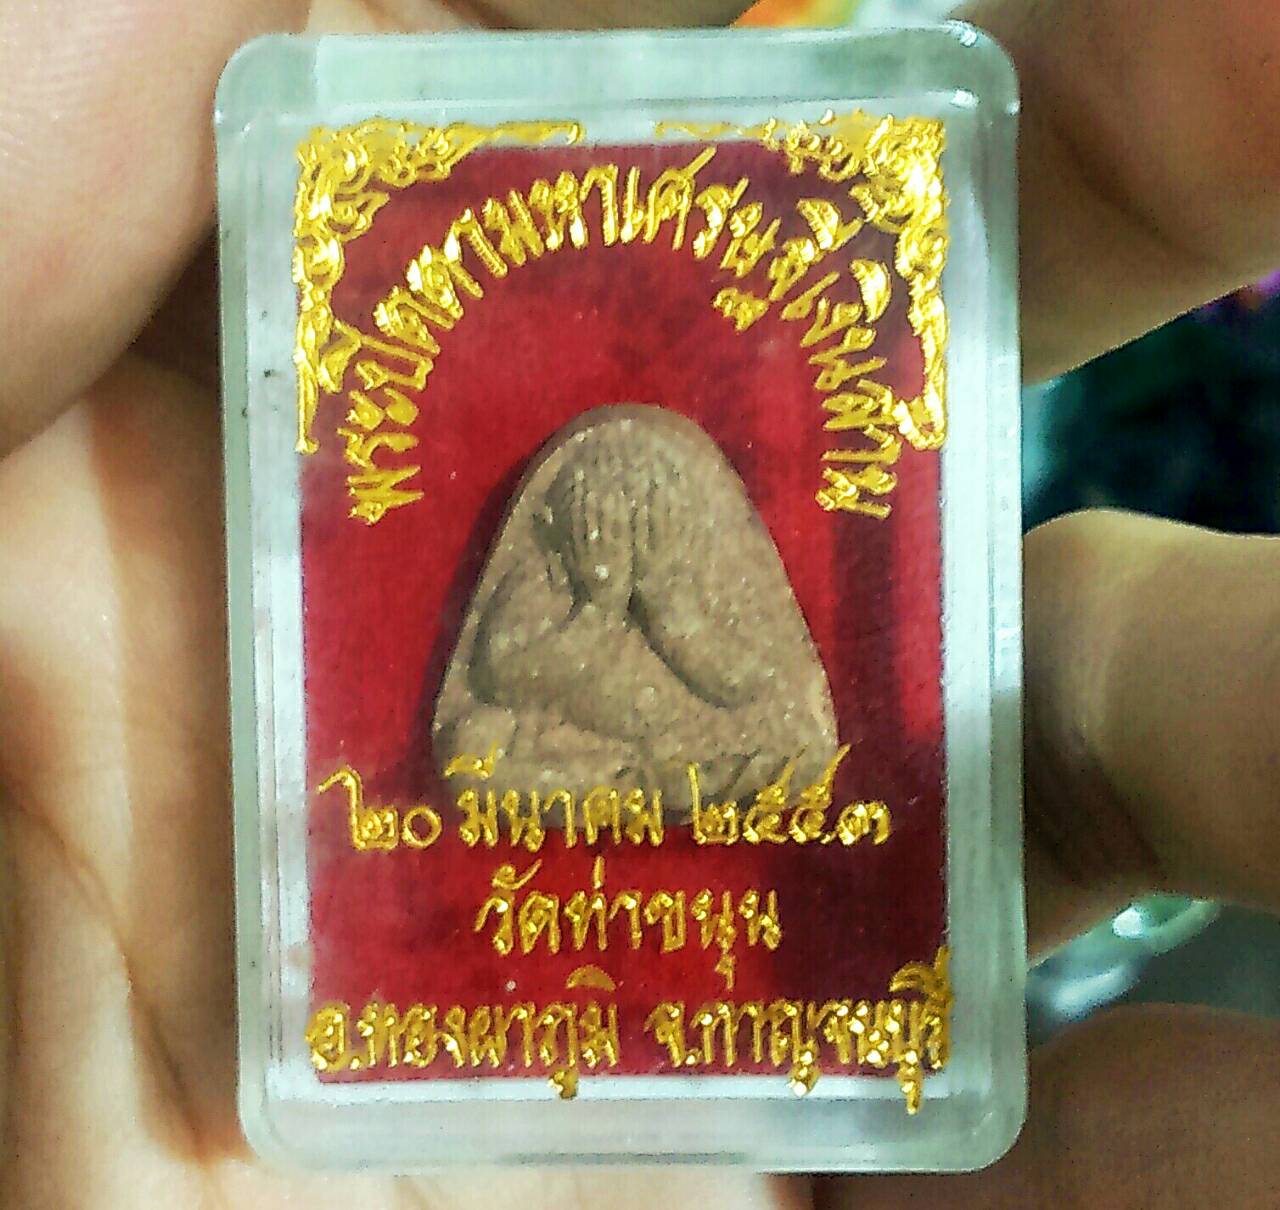 พระปิดตามหาเศรษฐีเงินล้าน
๒๐ มีนาคม ๒๕๕๓
วัดท่าขนุน
อ.ทองผาภูมิ จ.กาญจนบุรี